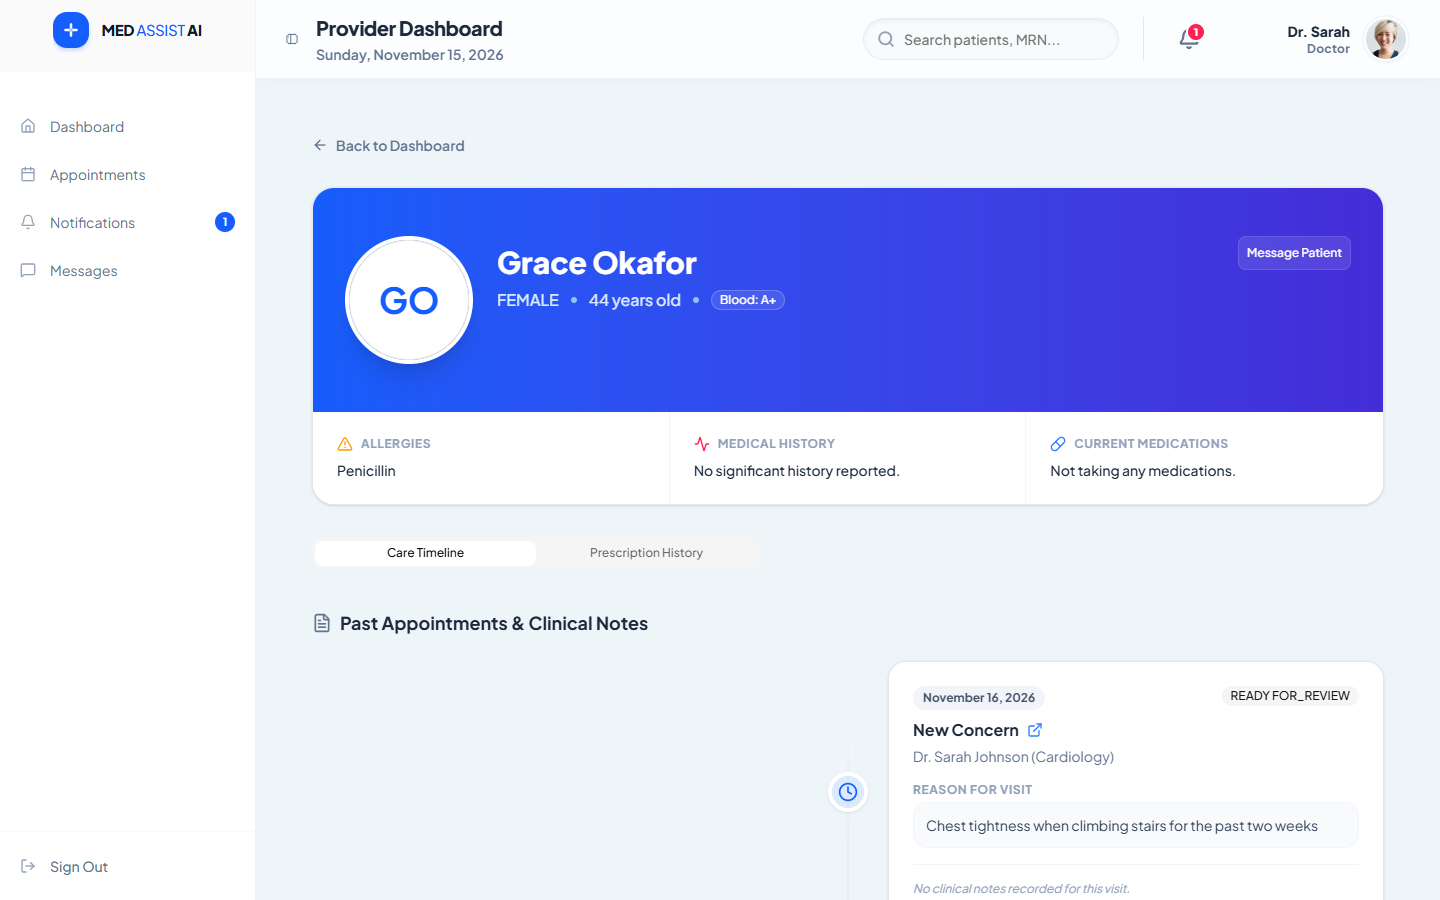 MED ASSIST AI
Dashboard
Appointments
Notifications 1
Messages
Sign Out
Provider Dashboard
Sunday, November 15, 2026
Search patients, MRN...
1
Dr. Sarah
Doctor
Back to Dashboard
GO
Grace Okafor
FEMALE • 44 years old • Blood: A+
Message Patient
ALLERGIES
Penicillin
MEDICAL HISTORY
No significant history reported.
CURRENT MEDICATIONS
Not taking any medications.
Care Timeline
Prescription History
Past Appointments & Clinical Notes
November 16, 2026
READY FOR_REVIEW
New Concern
Dr. Sarah Johnson (Cardiology)
REASON FOR VISIT
Chest tightness when climbing stairs for the past two weeks
No clinical notes recorded for this visit.